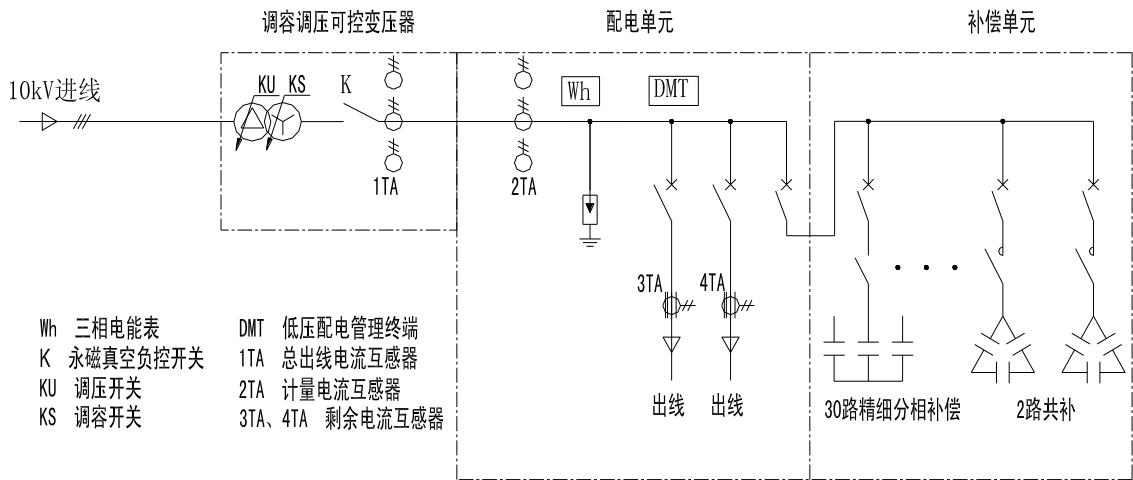 调容调压可控变压器
配电单元
补偿单元
10kV进线
KU KS
K
1TA
2TA
Wh
DMT
3TA
4TA
出线
出线
30路精细分相补偿
2路共补
Wh 三相电能表
K 永磁真空负控开关
KU 调压开关
KS 调容开关
DMT 低压配电管理终端
1TA 总出线电流互感器
2TA 计量电流互感器
3TA、4TA 剩余电流互感器